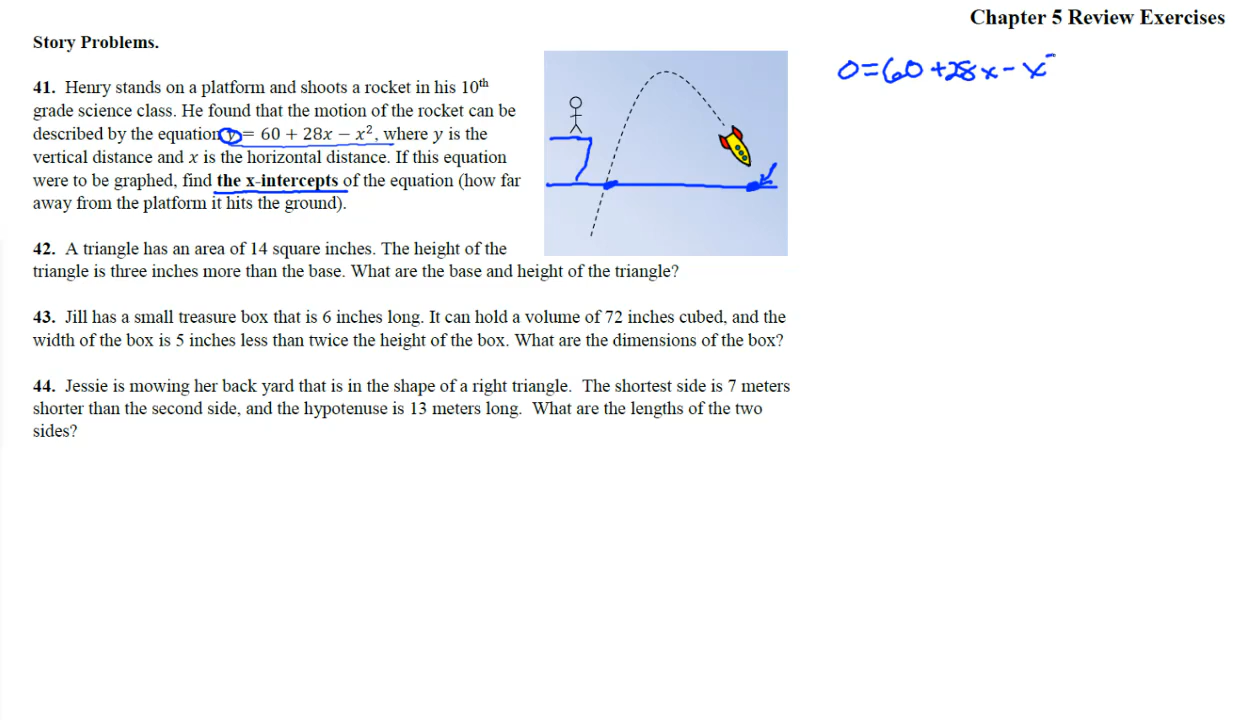 Chapter 5 Review Exercises
Story Problems.
0=60+28x-x
41. Henry stands on a platform and shoots a rocket in his 10th
grade science class. He found that the motion of the rocket can be
described by the equation y = 60 + 28x − x², where y is the
vertical distance and x is the horizontal distance. If this equation
were to be graphed, find the x-intercepts of the equation (how far
away from the platform it hits the ground).
42. A triangle has an area of 14 square inches. The height of the
triangle is three inches more than the base. What are the base and height of the triangle?
43. Jill has a small treasure box that is 6 inches long. It can hold a volume of 72 inches cubed, and the
width of the box is 5 inches less than twice the height of the box. What are the dimensions of the box?
44. Jessie is mowing her back yard that is in the shape of a right triangle. The shortest side is 7 meters
shorter than the second side, and the hypotenuse is 13 meters long. What are the lengths of the two
sides?